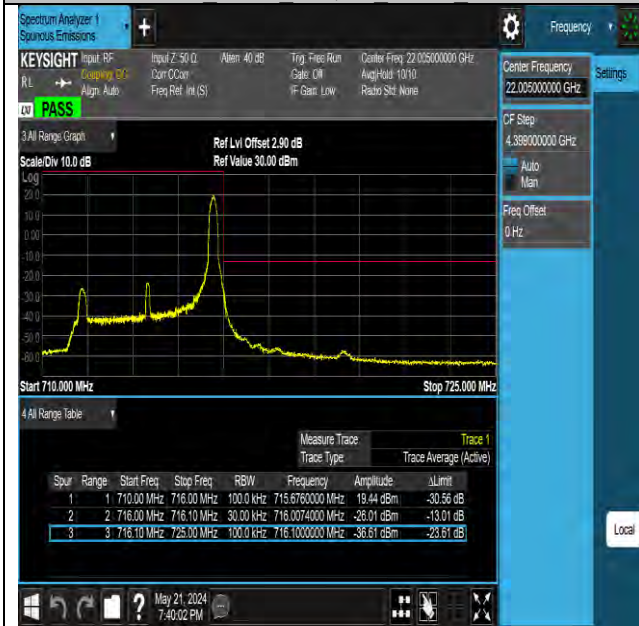 Spectrum Analyzer 1
Spurious Emissions
Frequency
KEYSIGHT
Input: RF
Input Z: 50 Ω
Atten: 40 dB
Trig: Free Run
Center Freq: 22.005000000 GHz
RL
Coupling: DC
Corr CCorr
Gate: Off
Avg|Hold: 10/10
Align: Auto
Freq Ref: Int (S)
IF Gain: Low
Radio Std: None
LXI
PASS
3 All Range Graph
Ref Lvl Offset 2.90 dB
Scale/Div 10.0 dB
Ref Value 30.00 dBm
Log
20.0
10.0
0.00
-10.0
-20.0
-30.0
-40.0
-50.0
-60.0
Start 710.000 MHz
Stop 725.000 MHz
4 All Range Table
Measure Trace
Trace 1
Trace Type
Trace Average (Active)
Spur Range Start Freq Stop Freq RBW Frequency Amplitude ΔLimit
1 1 710.00 MHz 716.00 MHz 100.0 kHz 715.6760000 MHz 19.44 dBm -30.56 dB
2 2 716.00 MHz 716.10 MHz 30.00 kHz 716.0074000 MHz -26.01 dBm -13.01 dB
3 3 716.10 MHz 725.00 MHz 100.0 kHz 716.1000000 MHz -36.61 dBm -23.61 dB
Center Frequency
22.005000000 GHz
Settings
CF Step
4.399000000 GHz
Auto
Man
Freq Offset
0 Hz
Local
May 21, 2024
7:40:02 PM